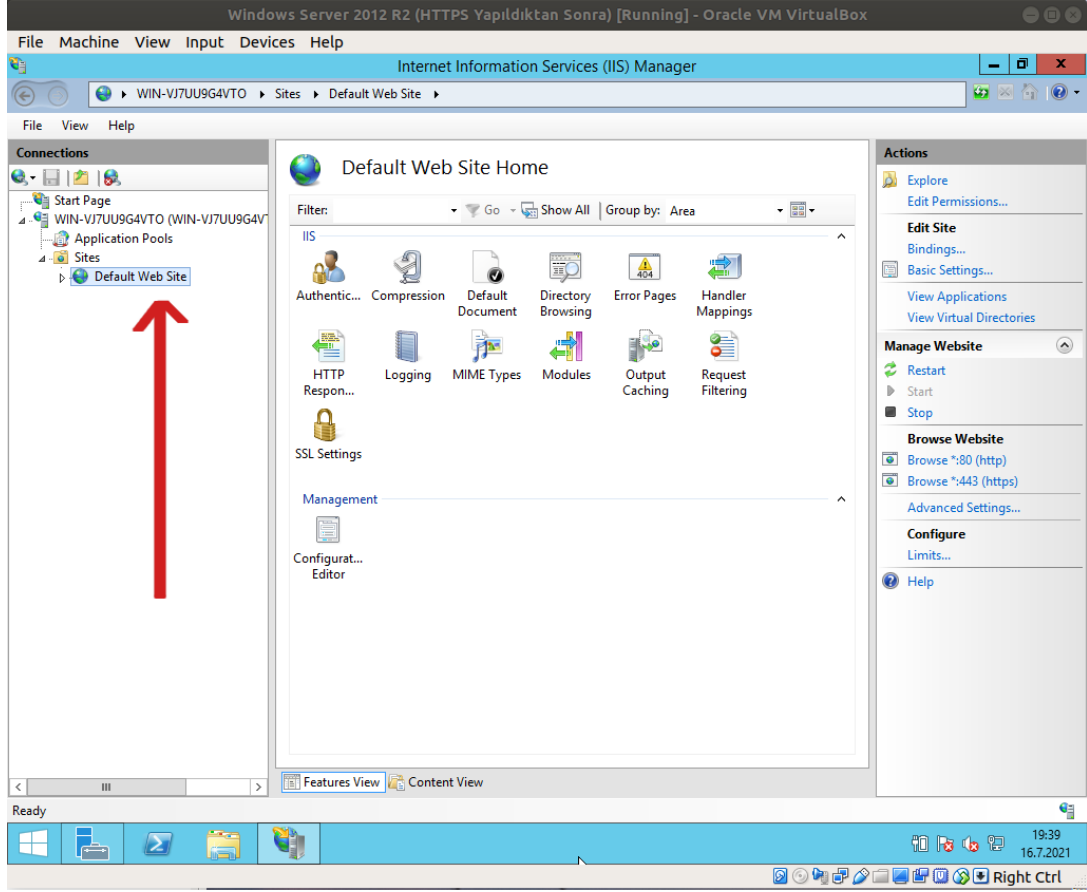 Windows Server 2012 R2 (HTTPS Yapıldıktan Sonra) [Running] - Oracle VM VirtualBox
File Machine View Input Devices Help
Internet Information Services (IIS) Manager
WIN-VJ7UU9G4VTO Sites Default Web Site
File View Help
Connections
Start Page
WIN-VJ7UU9G4VTO (WIN-VJ7UU9G4V
Application Pools
Sites
Default Web Site
Default Web Site Home
Filter: Go Show All Group by: Area
IIS
Authentic... Compression Default Document Directory Browsing Error Pages Handler Mappings
404
HTTP Respon... Logging MIME Types Modules Output Caching Request Filtering
SSL Settings
Management
Configurat... Editor
Features View Content View
Actions
Explore
Edit Permissions...
Edit Site
Bindings...
Basic Settings...
View Applications
View Virtual Directories
Manage Website
Restart
Start
Stop
Browse Website
Browse *:80 (http)
Browse *:443 (https)
Advanced Settings...
Configure
Limits...
Help
Ready
19:39
16.7.2021
Right Ctrl